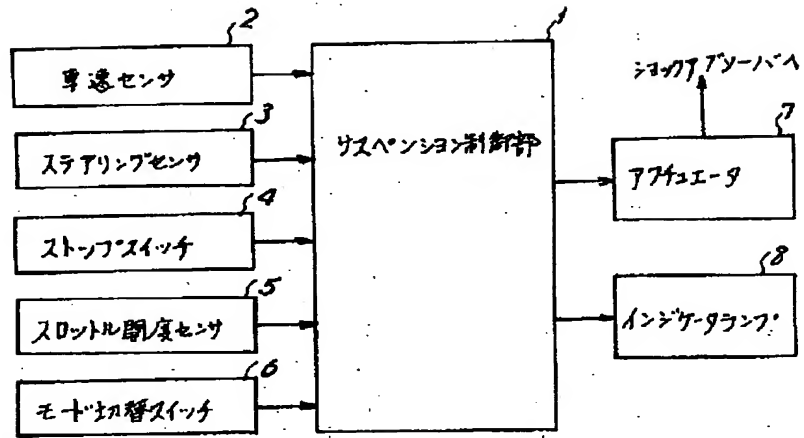 2
車速センサ
3
ステアリングセンサ
4
ストップスイッチ
5
スロットル開度センサ
6
モード切替スイッチ
1
サスペンション制御部
ショックアブソーバへ
7
アクチュエータ
8
インジケータランプ